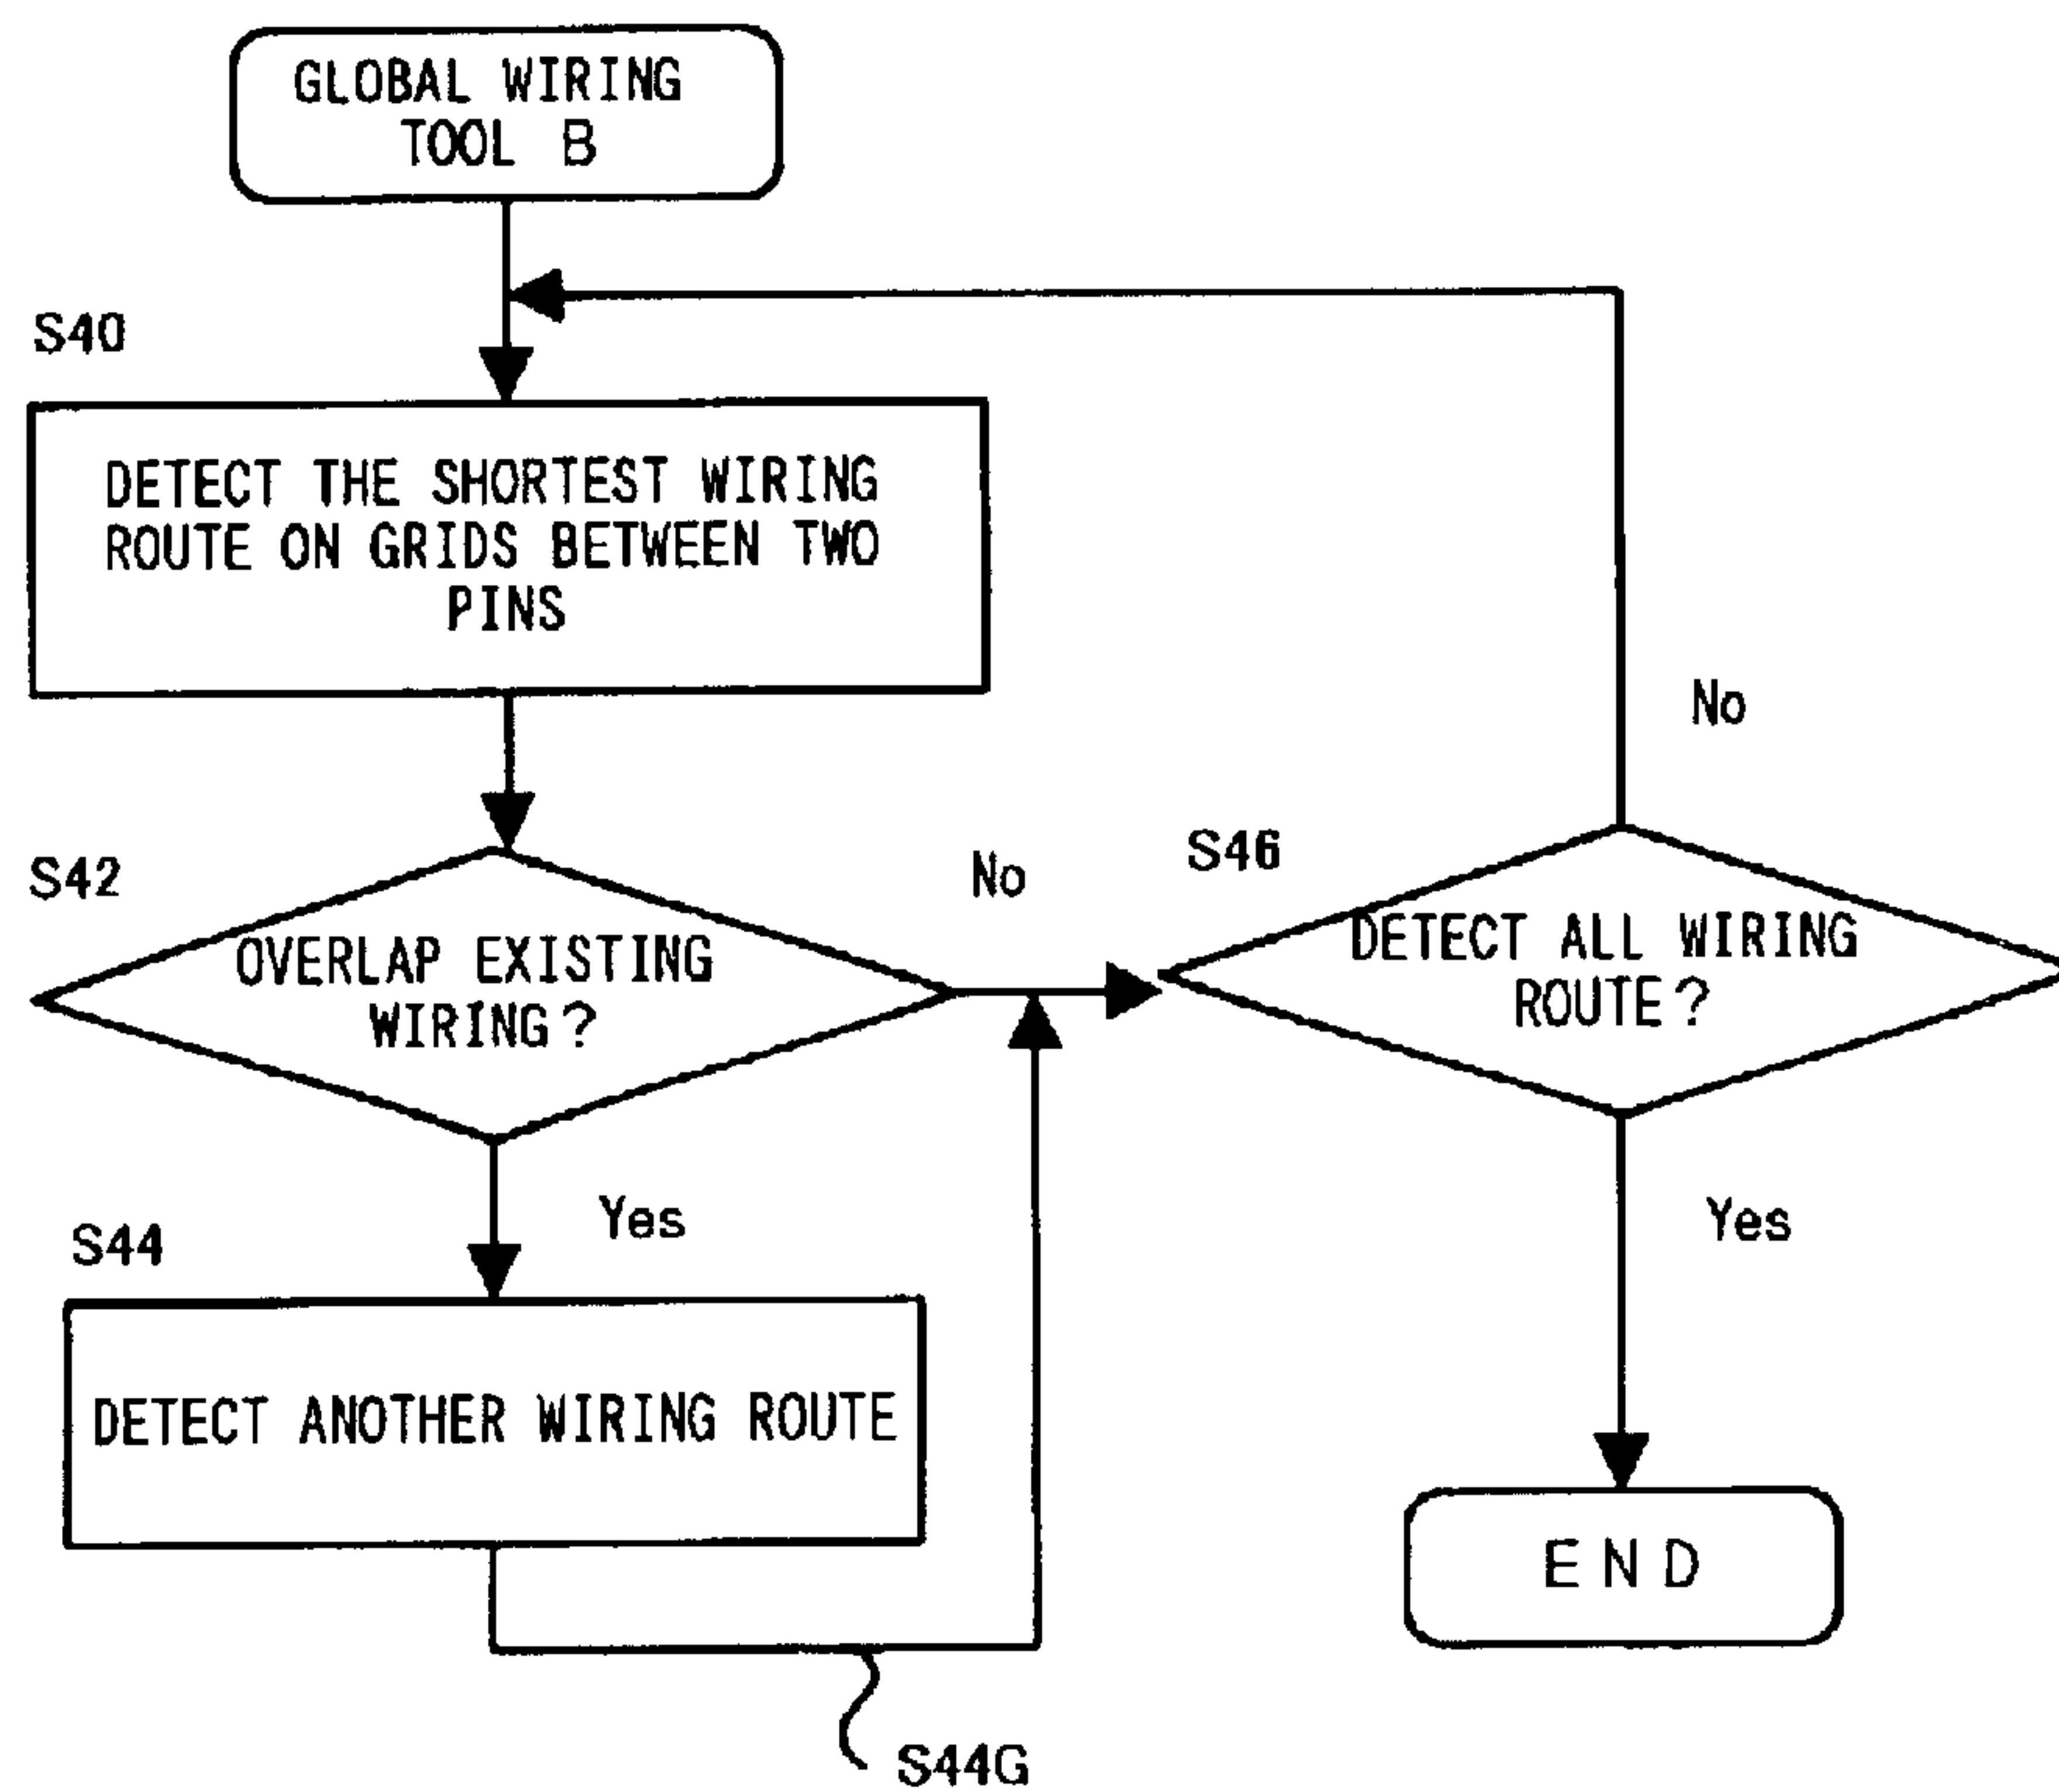 GLOBAL WIRING
TOOL B
S40
DETECT THE SHORTEST WIRING
ROUTE ON GRIDS BETWEEN TWO
PINS
No
S42
OVERLAP EXISTING
WIRING?
No
S46
DETECT ALL WIRING
ROUTE?
Yes
Yes
S44
DETECT ANOTHER WIRING ROUTE
END
S44G